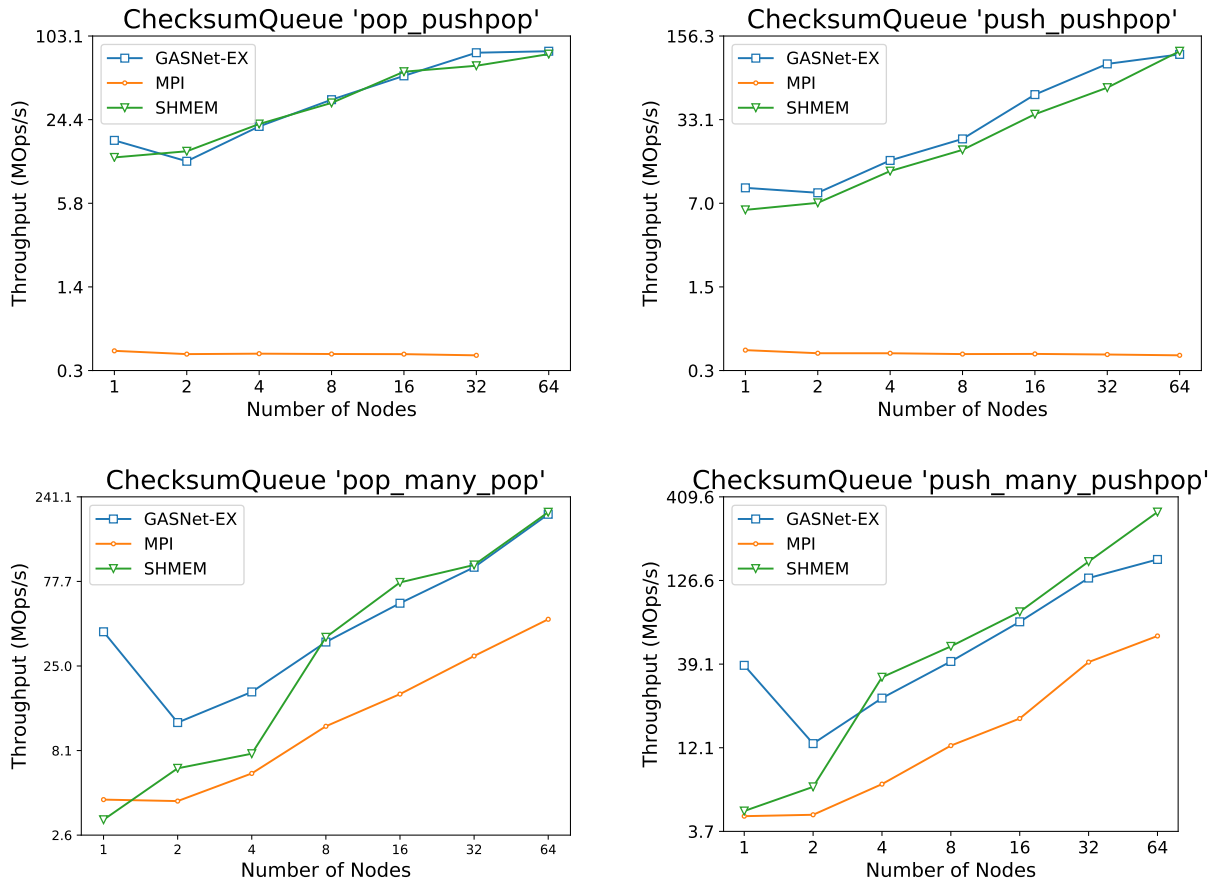 ChecksumQueue 'pop_pushpop'
103.1
24.4
5.8
1.4
0.3
Throughput (MOps/s)
GASNet-EX
MPI
SHMEM
1 2 4 8 16 32 64
Number of Nodes
ChecksumQueue 'push_pushpop'
156.3
33.1
7.0
1.5
0.3
Throughput (MOps/s)
GASNet-EX
MPI
SHMEM
1 2 4 8 16 32 64
Number of Nodes
ChecksumQueue 'pop_many_pop'
241.1
77.7
25.0
8.1
2.6
Throughput (MOps/s)
GASNet-EX
MPI
SHMEM
1 2 4 8 16 32 64
Number of Nodes
ChecksumQueue 'push_many_pushpop'
409.6
126.6
39.1
12.1
3.7
Throughput (MOps/s)
GASNet-EX
MPI
SHMEM
1 2 4 8 16 32 64
Number of Nodes